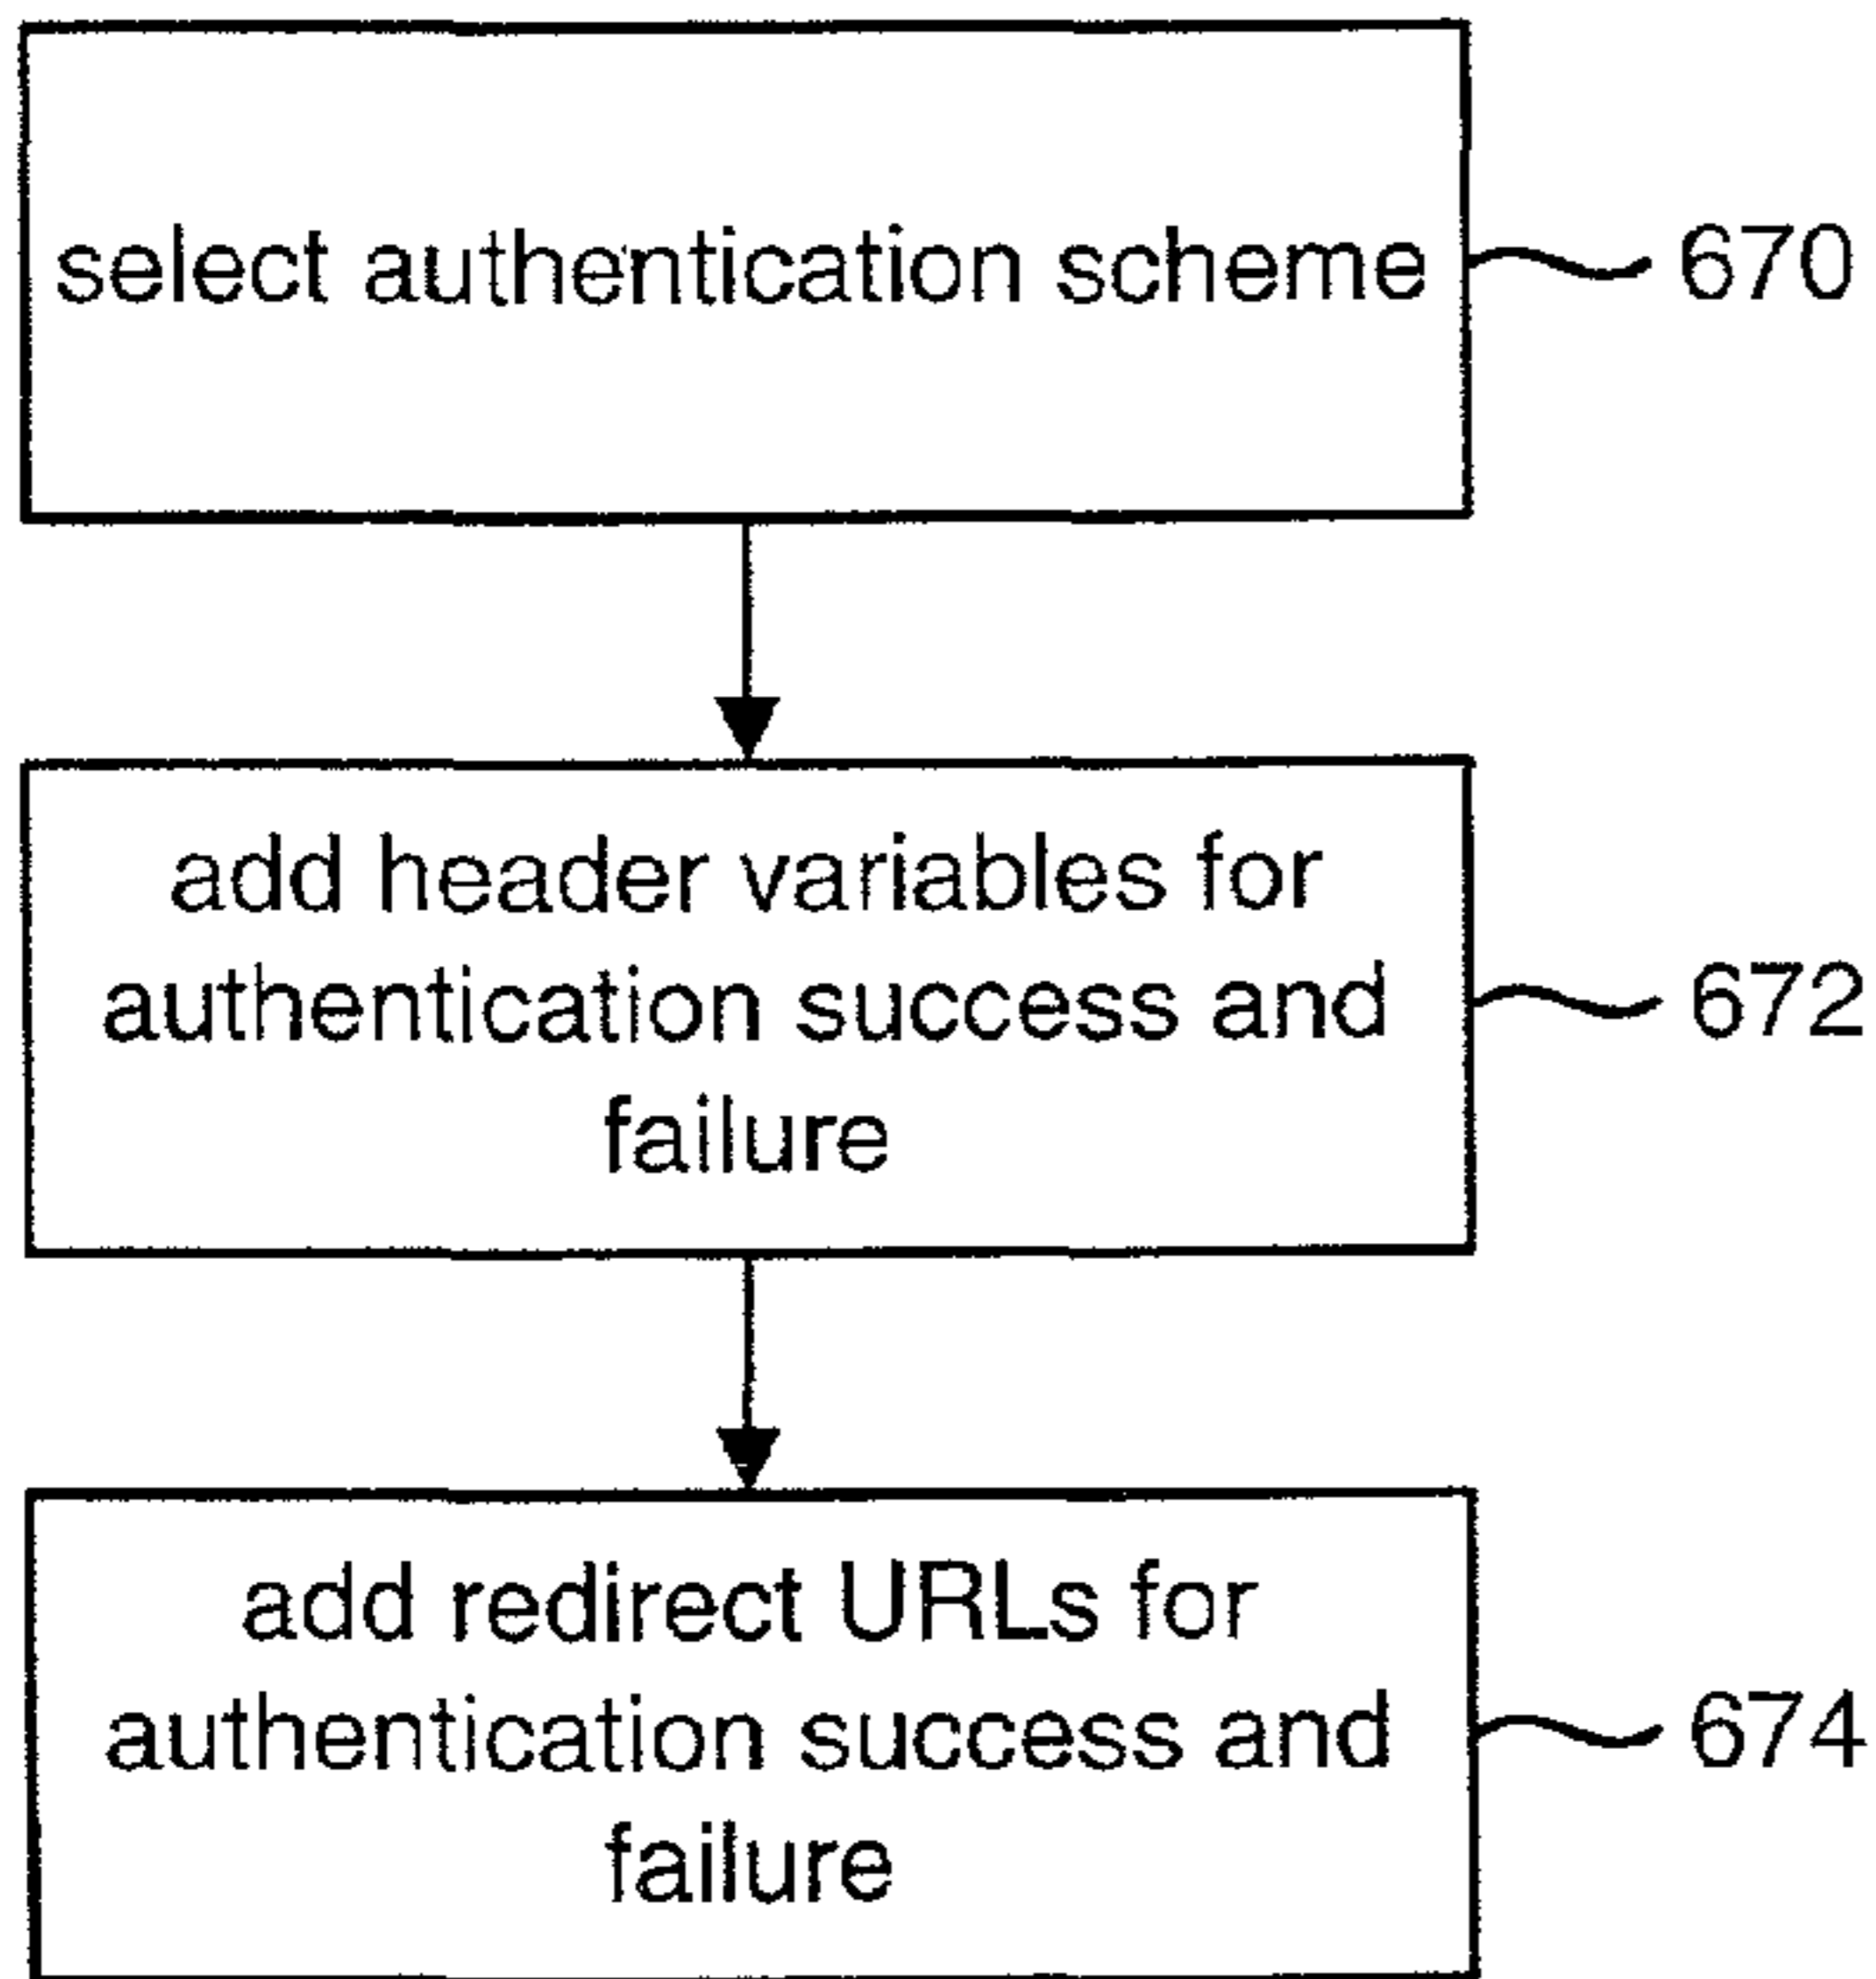 select authentication scheme
670
add header variables for
authentication success and
failure
672
add redirect URLs for
authentication success and
failure
674